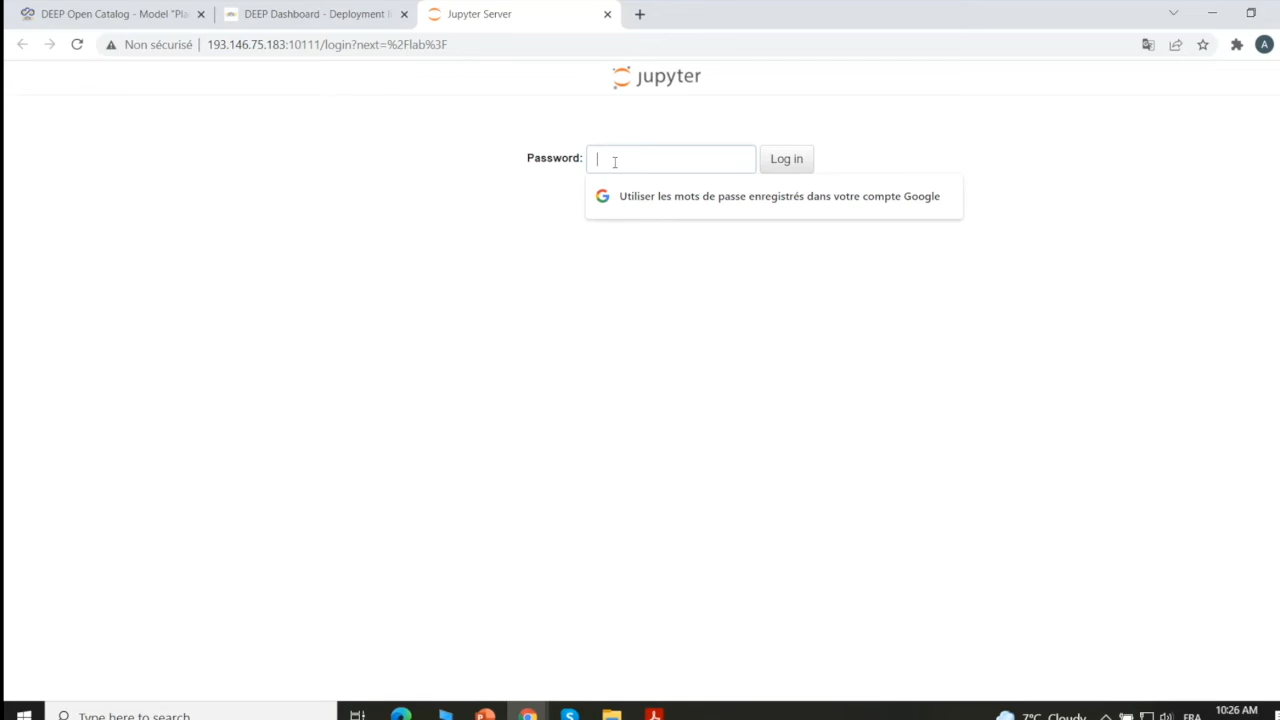 DEEP Open Catalog - Model "Pla
DEEP Dashboard - Deployment l
Jupyter Server
Non sécurisé
193.146.75.183:10111/login?next=%2Flab%3F
A
jupyter
Password:
Log in
Utiliser les mots de passe enregistrés dans votre compte Google
Type here to search
7°C Cloudy
FRA
10:26 AM